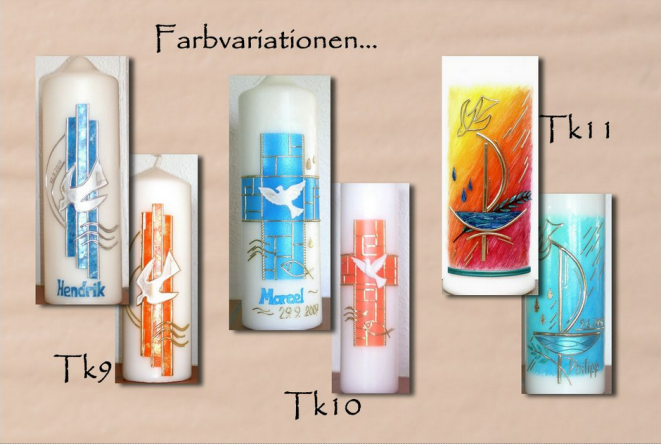 Farbvariationen...
Tk11
Hendrik
Marcel
29.9.2009
Tk9
Tk10